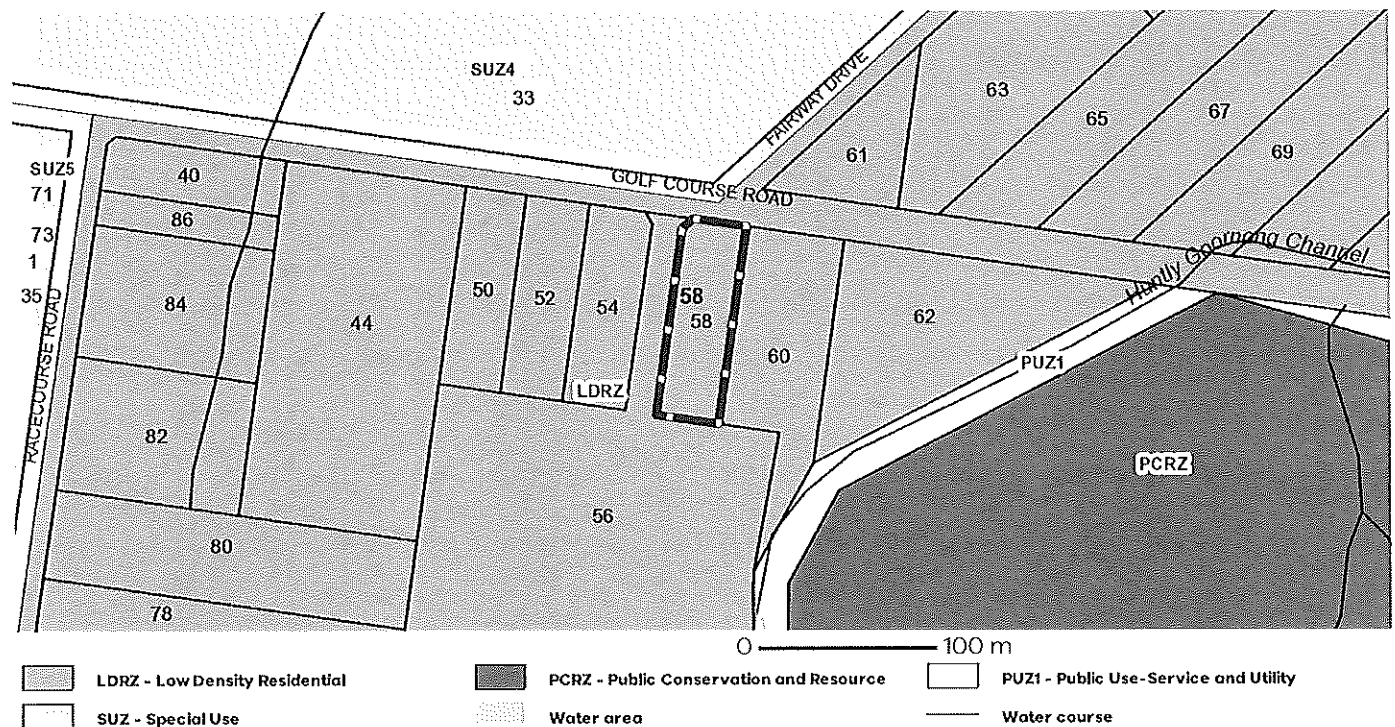 SUZ4
33
FAIRWAY DRIVE
63
65
67
69
61
GOLF COURSE ROAD
SUZ5
71
73
1
35
40
86
84
82
80
78
44
50
52
54
58
58
60
62
LDRZ
56
Huntly Goornong Channel
PUZ1
PCRZ
RACECOURSE ROAD
0 100 m
LDRZ - Low Density Residential
PCRZ - Public Conservation and Resource
PUZ1 - Public Use-Service and Utility
SUZ - Special Use
Water area
Water course